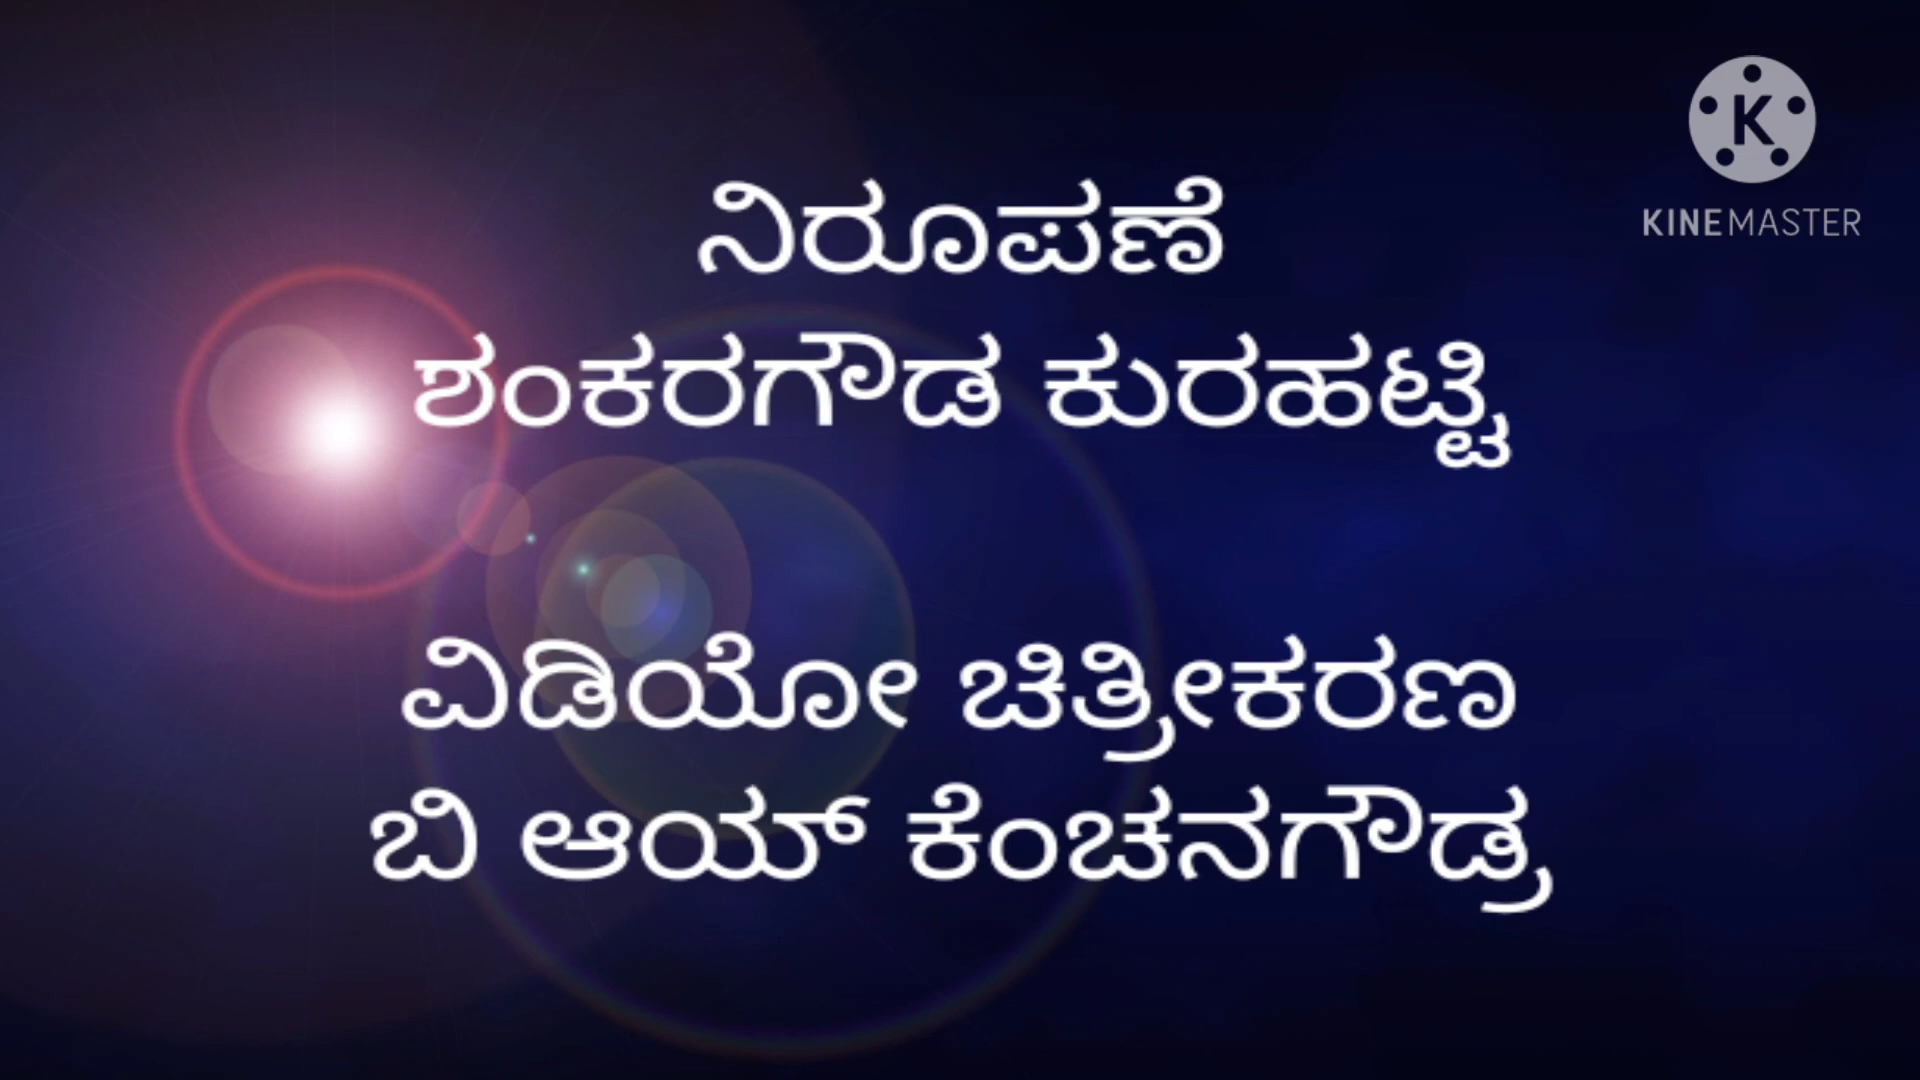 K
KINEMASTER
ನಿರೂಪಣೆ
ಶಂಕರಗೌಡ ಕುರಹಟ್ಟಿ
ವಿಡಿಯೋ ಚಿತ್ರೀಕರಣ
ಬಿ ಆಯ್ ಕೆಂಚನಗೌಡ್ರ